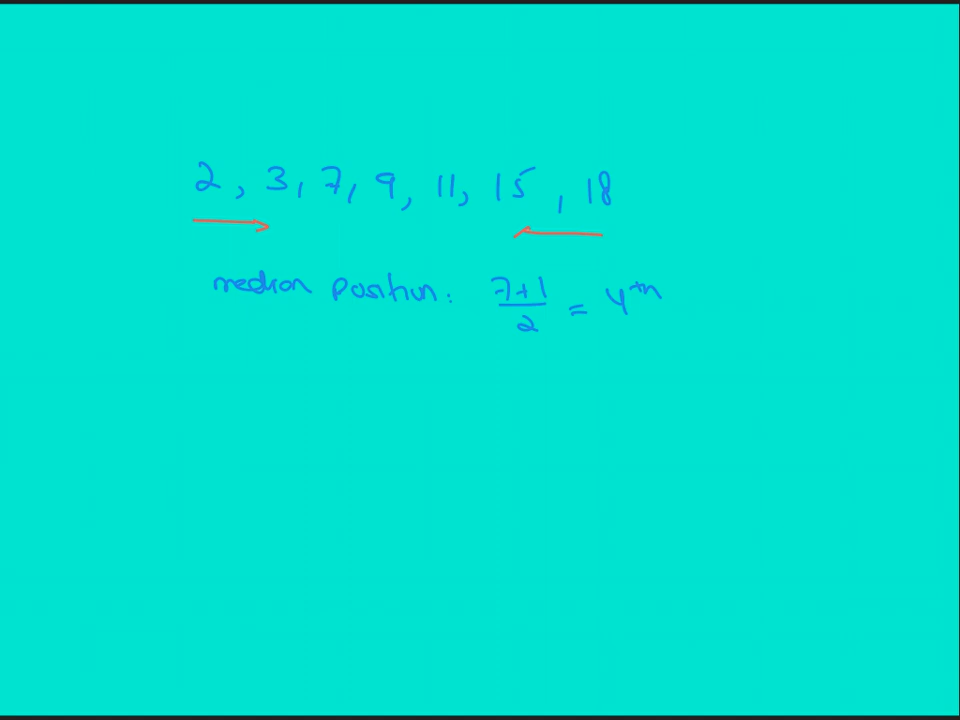 2, 3, 7, 9, 11, 15, 18
median position: 7+1/2 = 4th